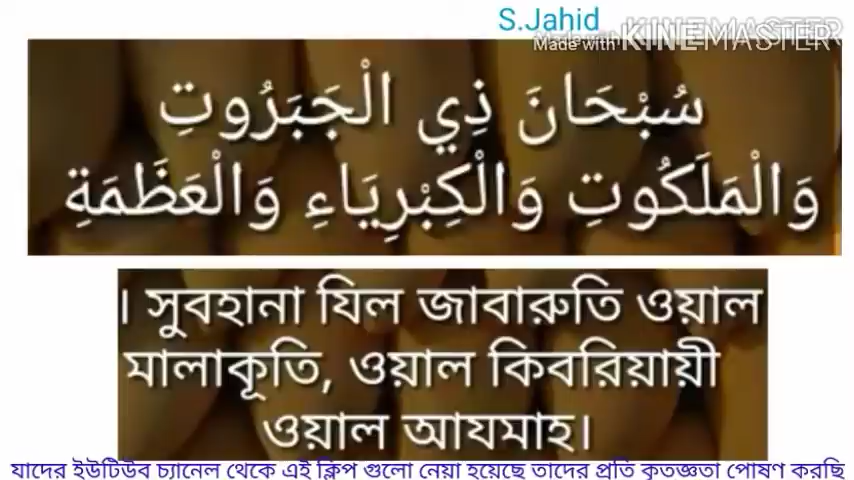 S.Jahid
Made with KINEMASTER
سُبْحَانَ ذِي الْجَبَرُوتِ
وَالْمَلَكُوتِ وَالْكِبْرِيَاءِ وَالْعَظَمَةِ
। সুবহানা যিল জাবারুতি ওয়াল
মালাকূতি, ওয়াল কিবরিয়ায়ী
ওয়াল আযমাহ।
যাদের ইউটিউব চ্যানেল থেকে এই ক্লিপ গুলো নেয়া হয়েছে তাদের প্রতি কৃতজ্ঞতা পোষণ করছি